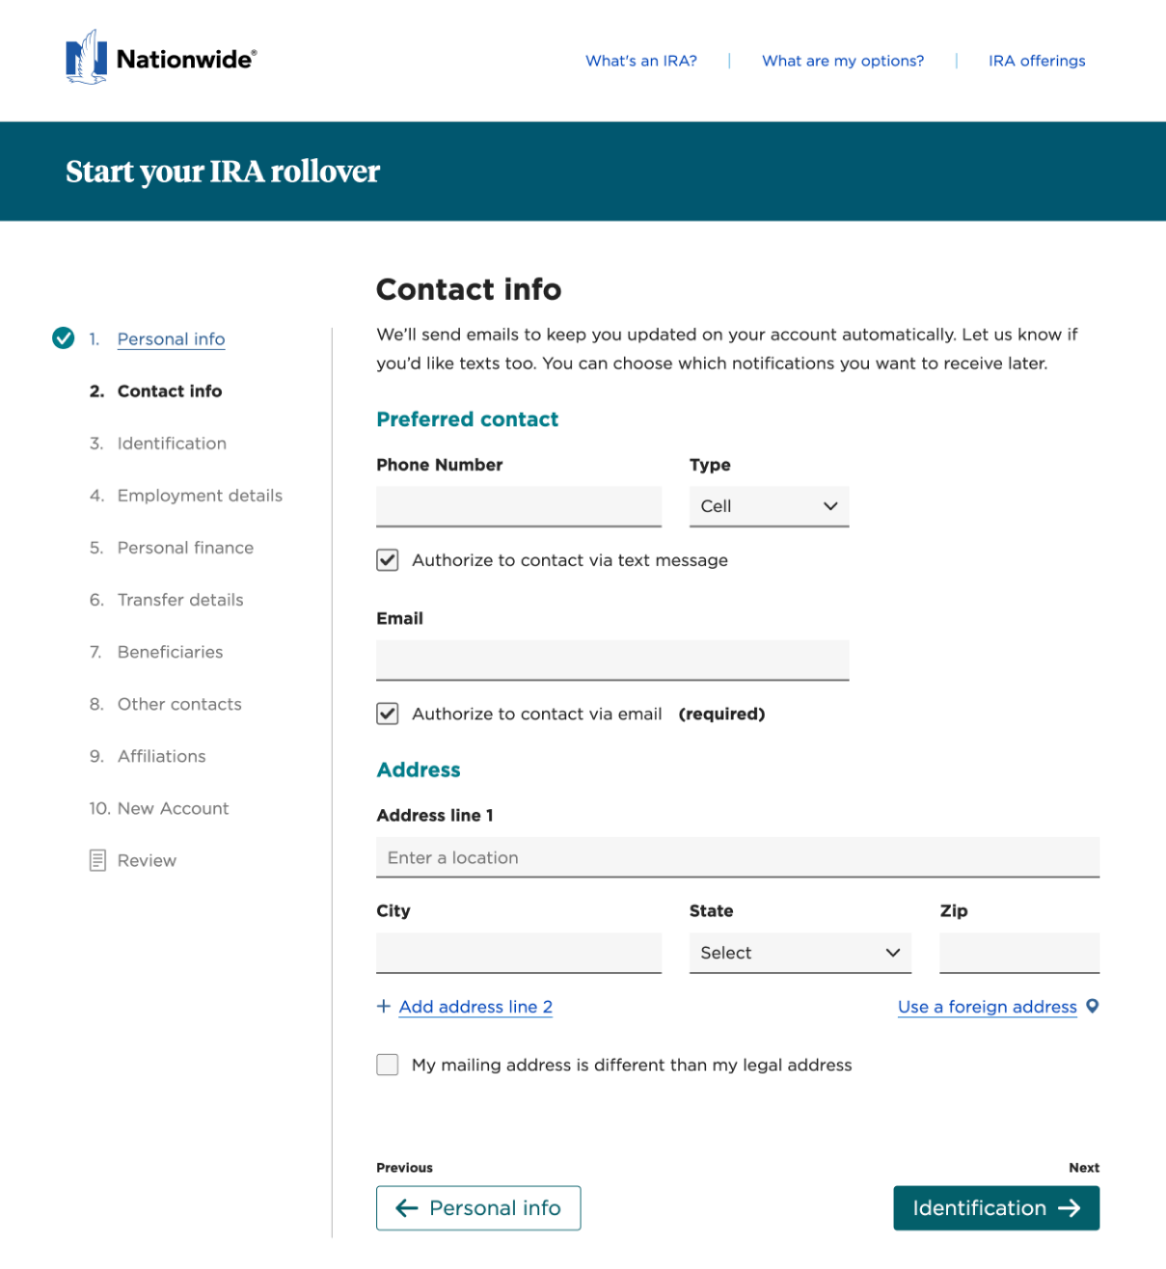 Nationwide®
What's an IRA? | What are my options? | IRA offerings
Start your IRA rollover
1. Personal info
2. Contact info
3. Identification
4. Employment details
5. Personal finance
6. Transfer details
7. Beneficiaries
8. Other contacts
9. Affiliations
10. New Account
Review
Contact info
We'll send emails to keep you updated on your account automatically. Let us know if
you'd like texts too. You can choose which notifications you want to receive later.
Preferred contact
Phone Number Type
Cell
Authorize to contact via text message
Email
Authorize to contact via email (required)
Address
Address line 1
Enter a location
City State Zip
Select
+ Add address line 2 Use a foreign address
My mailing address is different than my legal address
Previous Next
← Personal info Identification →